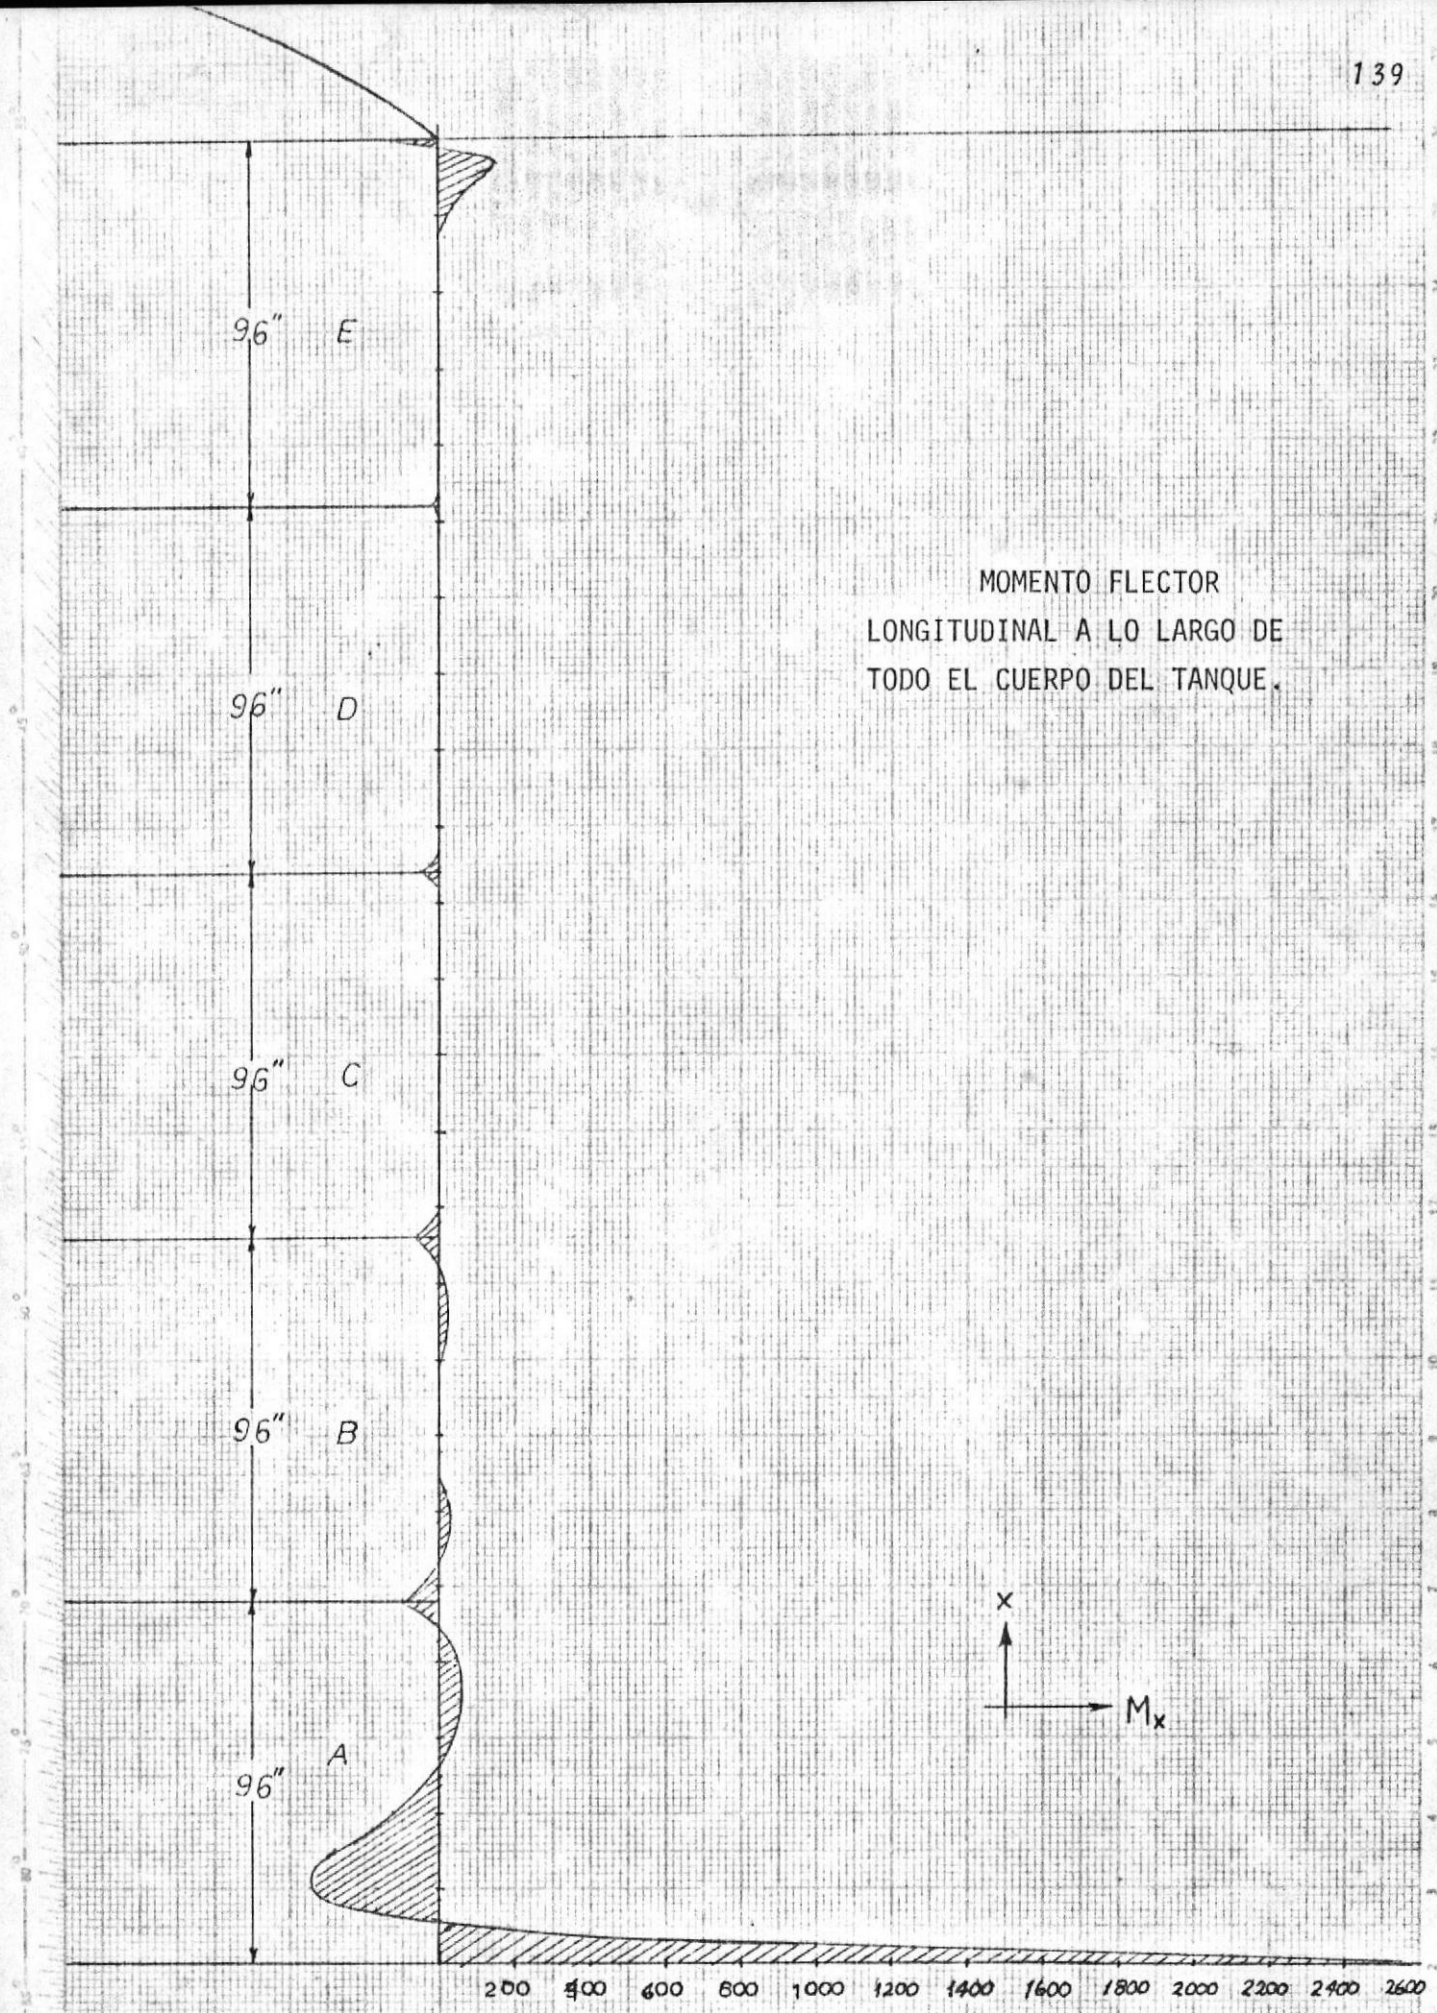 139
96" E
96" D
MOMENTO FLECTOR
LONGITUDINAL A LO LARGO DE
TODO EL CUERPO DEL TANQUE.
96" C
96" B
x
Mx
A
96"
200 400 600 800 1000 1200 1400 1600 1800 2000 2200 2400 2600